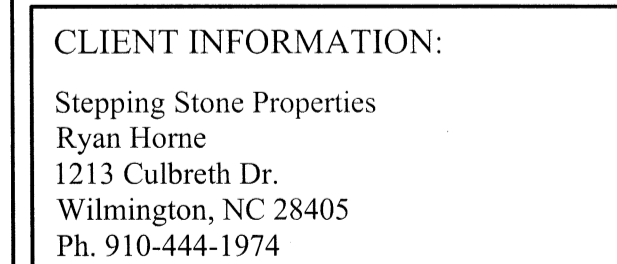 CLIENT INFORMATION:
Stepping Stone Properties
Ryan Horne
1213 Culbreth Dr.
Wilmington, NC 28405
Ph. 910-444-1974